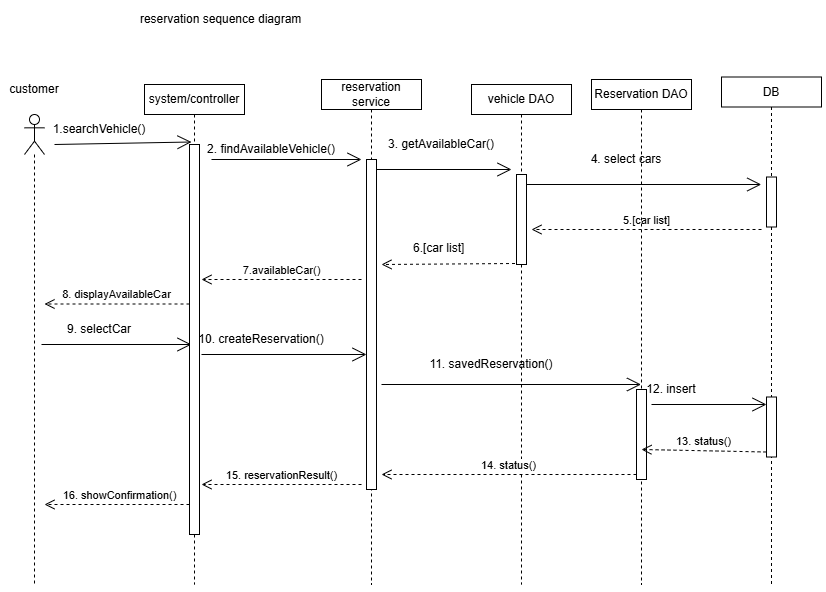 reservation sequence diagram
customer
system/controller
reservation
service
vehicle DAO
Reservation DAO
DB
1.searchVehicle()
2. findAvailableVehicle()
3. getAvailableCar()
4. select cars
5.[car list]
6.[car list]
7.availableCar()
8. displayAvailableCar
9. selectCar
10. createReservation()
11. savedReservation()
12. insert
13. status()
14. status()
15. reservationResult()
16. showConfirmation()